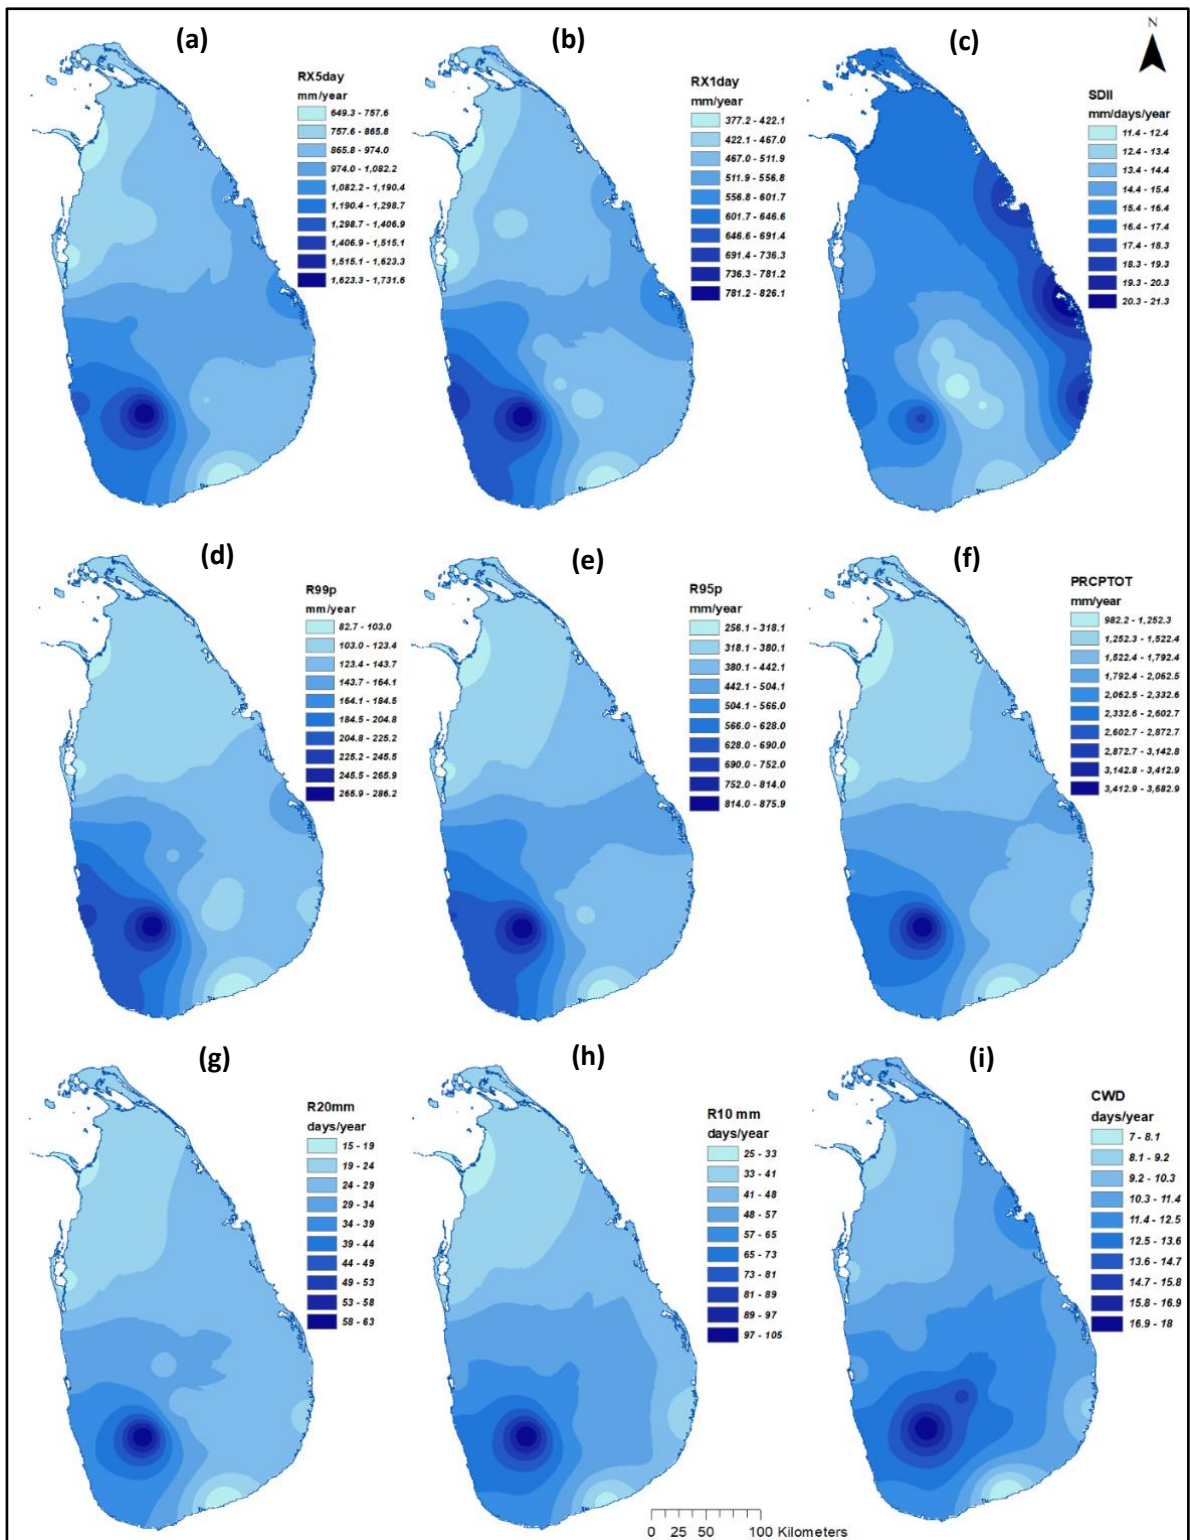 (a)
RX5day
mm/year
649.3 - 757.6
757.6 - 865.8
865.8 - 974.0
974.0 - 1,082.2
1,082.2 - 1,190.4
1,190.4 - 1,298.7
1,298.7 - 1,406.9
1,406.9 - 1,515.1
1,515.1 - 1,623.3
1,623.3 - 1,731.6
(b)
RX1day
mm/year
377.2 - 422.1
422.1 - 467.0
467.0 - 511.9
511.9 - 556.8
556.8 - 601.7
601.7 - 646.6
646.6 - 691.4
691.4 - 736.3
736.3 - 781.2
781.2 - 826.1
(c)
N
SDII
mm/days/year
11.4 - 12.4
12.4 - 13.4
13.4 - 14.4
14.4 - 15.4
15.4 - 16.4
16.4 - 17.4
17.4 - 18.3
18.3 - 19.3
19.3 - 20.3
20.3 - 21.3
(d)
R99p
mm/year
82.7 - 103.0
103.0 - 123.4
123.4 - 143.7
143.7 - 164.1
164.1 - 184.5
184.5 - 204.8
204.8 - 225.2
225.2 - 245.5
245.5 - 265.9
265.9 - 286.2
(e)
R95p
mm/year
256.1 - 318.1
318.1 - 380.1
380.1 - 442.1
442.1 - 504.1
504.1 - 566.0
566.0 - 628.0
628.0 - 690.0
690.0 - 752.0
752.0 - 814.0
814.0 - 875.9
(f)
PRCPTOT
mm/year
982.2 - 1,252.3
1,252.3 - 1,522.4
1,522.4 - 1,792.4
1,792.4 - 2,062.5
2,062.5 - 2,332.6
2,332.6 - 2,602.7
2,602.7 - 2,872.7
2,872.7 - 3,142.8
3,142.8 - 3,412.9
3,412.9 - 3,682.9
(g)
R20mm
days/year
15 - 19
19 - 24
24 - 29
29 - 34
34 - 39
39 - 44
44 - 49
49 - 53
53 - 58
58 - 63
(h)
R10 mm
days/year
25 - 33
33 - 41
41 - 48
48 - 57
57 - 65
65 - 73
73 - 81
81 - 89
89 - 97
97 - 105
(i)
CWD
days/year
7 - 8.1
8.1 - 9.2
9.2 - 10.3
10.3 - 11.4
11.4 - 12.5
12.5 - 13.6
13.6 - 14.7
14.7 - 15.8
15.8 - 16.9
16.9 - 18
0 25 50 100 Kilometers